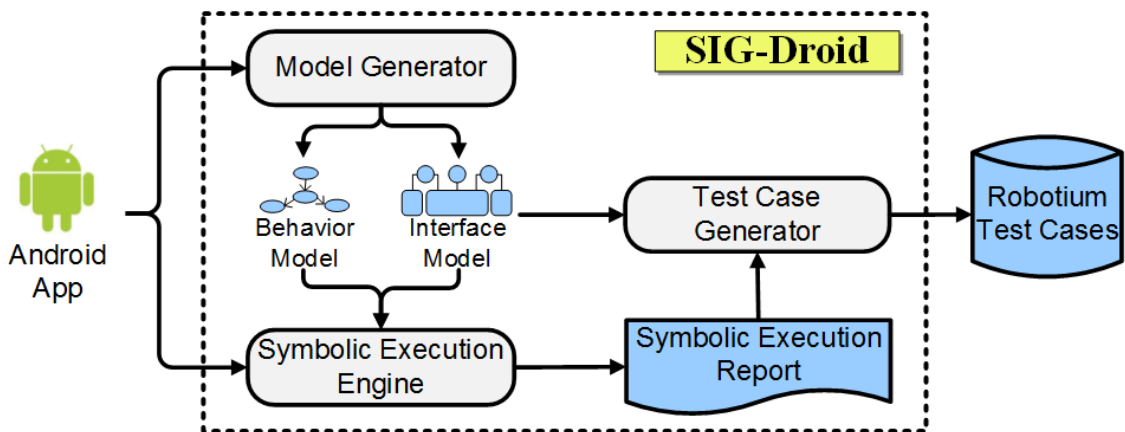 SIG-Droid
Model Generator
Android
App
Behavior
Model
Interface
Model
Test Case
Generator
Robotium
Test Cases
Symbolic Execution
Engine
Symbolic Execution
Report